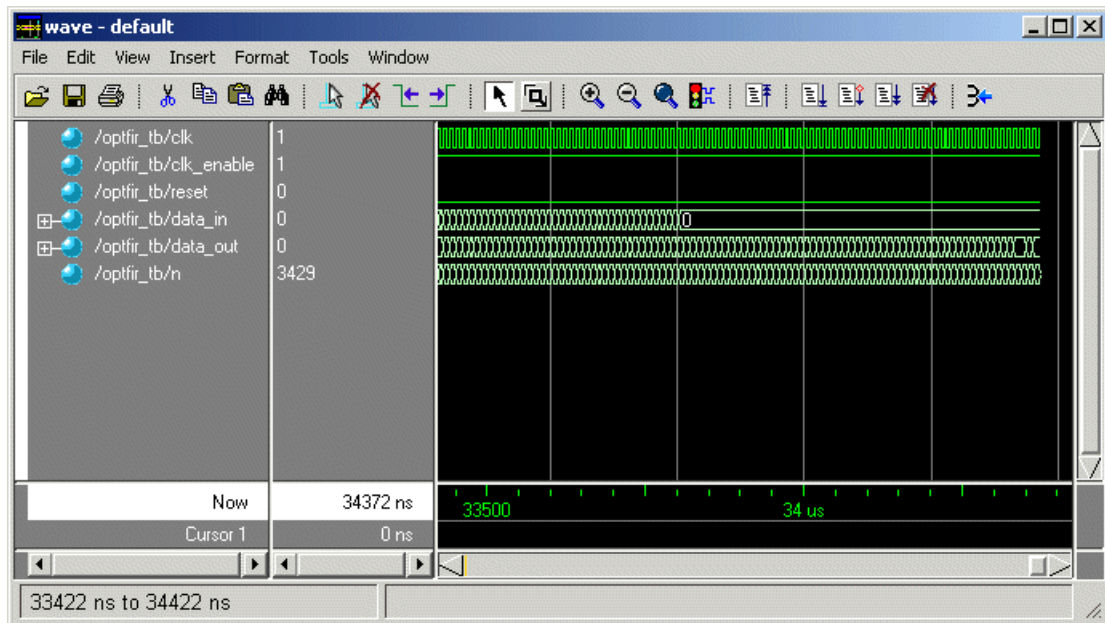 wave - default
File Edit View Insert Format Tools Window
/optfir_tb/clk 1
/optfir_tb/clk_enable 1
/optfir_tb/reset 0
/optfir_tb/data_in 0 0
/optfir_tb/data_out 0
/optfir_tb/n 3429
Now 34372 ns 33500 34 us
Cursor 1 0 ns
33422 ns to 34422 ns